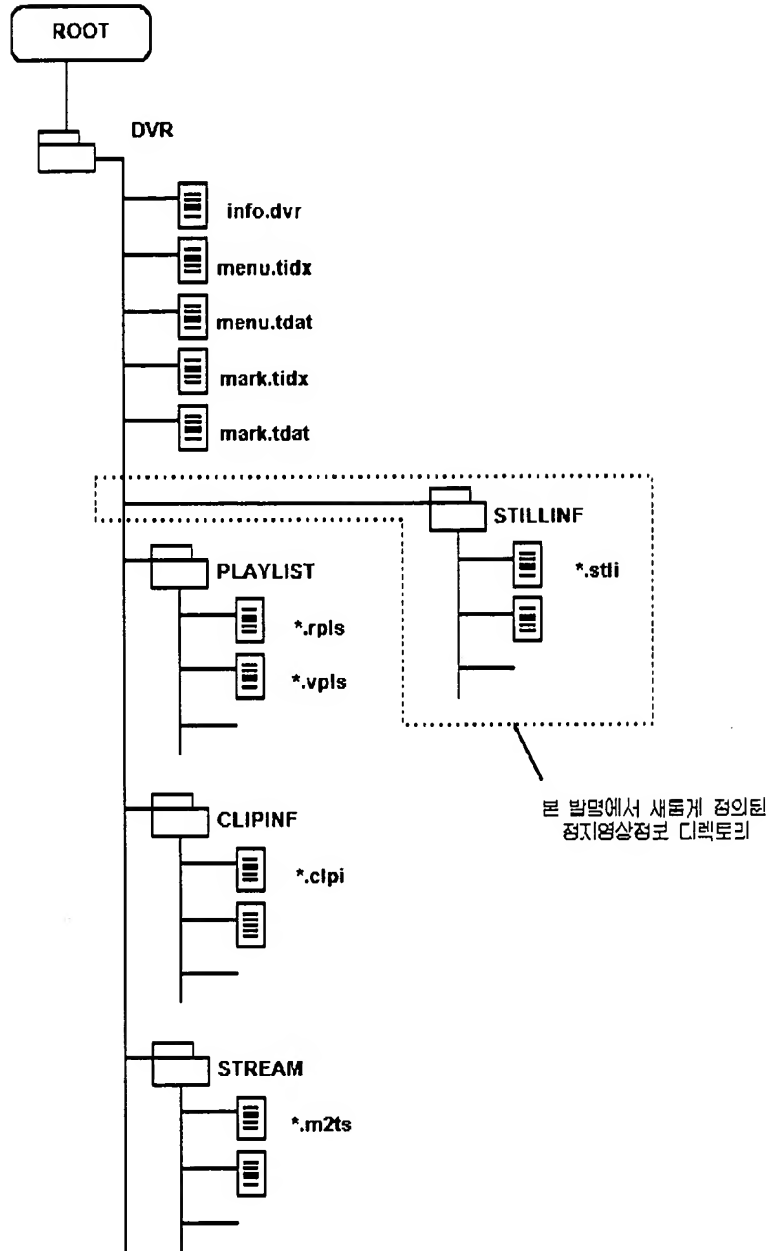 ROOT
DVR
info.dvr
menu.tidx
menu.tdat
mark.tidx
mark.tdat
STILLINF
*.stli
PLAYLIST
*.rpls
*.vpls
본 발명에서 새롭게 정의된
정지영상정보 디렉토리
CLIPINF
*.clpi
STREAM
*.m2ts